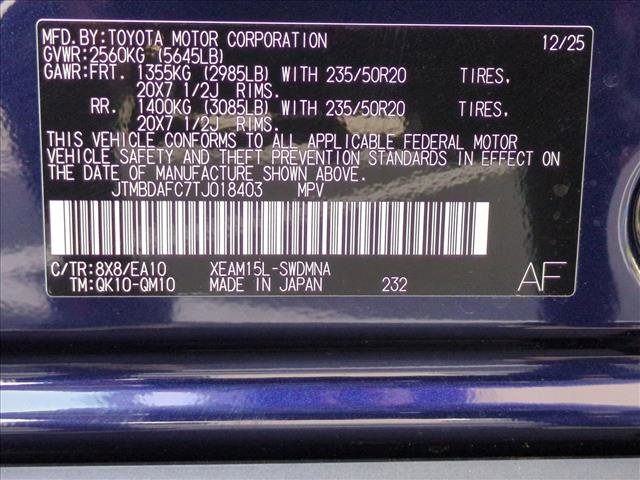 MFD.BY:TOYOTA MOTOR CORPORATION 12/25
GVWR:2560KG (5645LB)
GAWR:FRT. 1355KG (2985LB) WITH 235/50R20 TIRES,
20X7 1/2J RIMS.
RR. 1400KG (3085LB) WITH 235/50R20 TIRES.
20X7 1/2J RIMS.
THIS VEHICLE CONFORMS TO ALL APPLICABLE FEDERAL MOTOR
VEHICLE SAFETY AND THEFT PREVENTION STANDARDS IN EFFECT ON
THE DATE OF MANUFACTURE SHOWN ABOVE.
JTMBDAFC7TJ018403 MPV
C/TR:8X8/EA10 XEAM15L-SWDMNA
TM:QK10-QM10 MADE IN JAPAN 232 AF